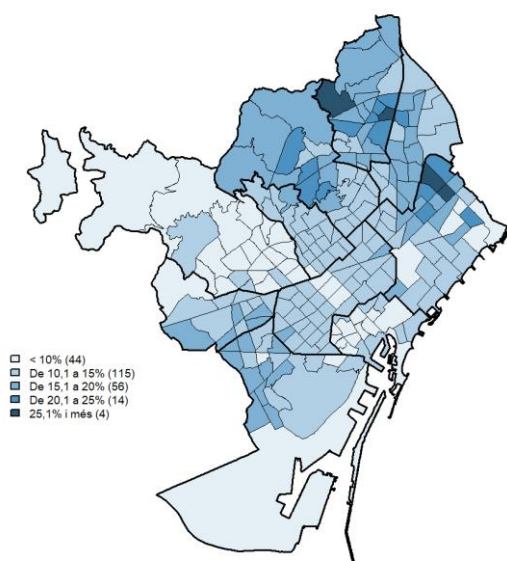 < 10% (44)
De 10,1 a 15% (115)
De 15,1 a 20% (56)
De 20,1 a 25% (14)
25,1% i més (4)